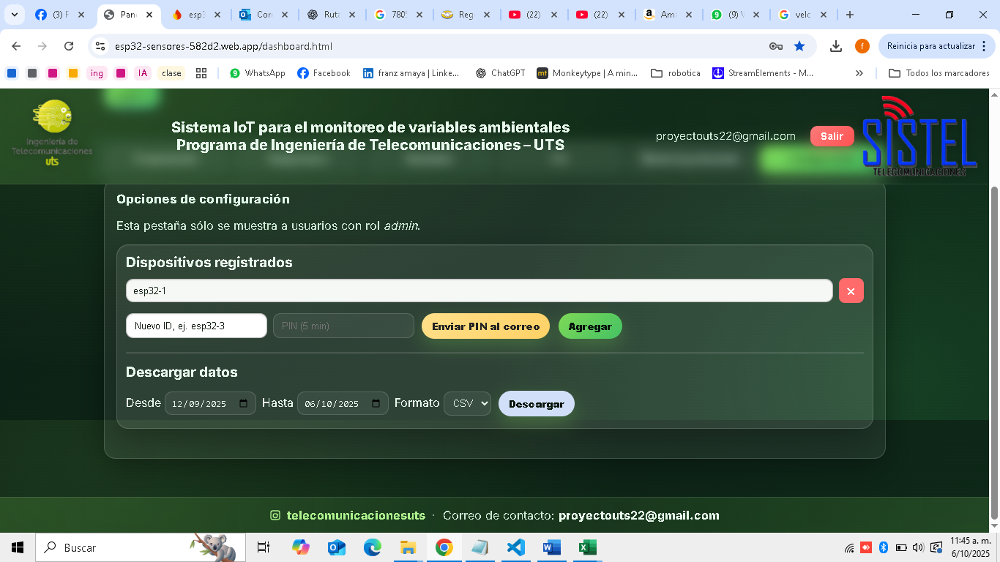 (3) F
Pan
esp3
Cor
Ruta
7805
Reg
(22)
(22)
Am
(9) V
velc
esp32-sensores-582d2.web.app/dashboard.html
f
Reinicia para actualizar
ing
IA
clase
WhatsApp
Facebook
franz amaya | Linke...
ChatGPT
mt Monkeytype | A min...
robotica
StreamElements - M...
Todos los marcadores
Ingeniería de
Telecomunicaciones
uts
Sistema IoT para el monitoreo de variables ambientales
Programa de Ingeniería de Telecomunicaciones – UTS
proyectouts22@gmail.com
Salir
SISTEL
TELECOMUNICACIONES
Opciones de configuración
Esta pestaña sólo se muestra a usuarios con rol admin.
Dispositivos registrados
esp32-1
Nuevo ID, ej. esp32-3
PIN (5 min)
Enviar PIN al correo
Agregar
Descargar datos
Desde 12/09/2025 Hasta 06/10/2025 Formato CSV Descargar
telecomunicacionesuts · Correo de contacto: proyectouts22@gmail.com
Buscar
11:45 a. m.
6/10/2025